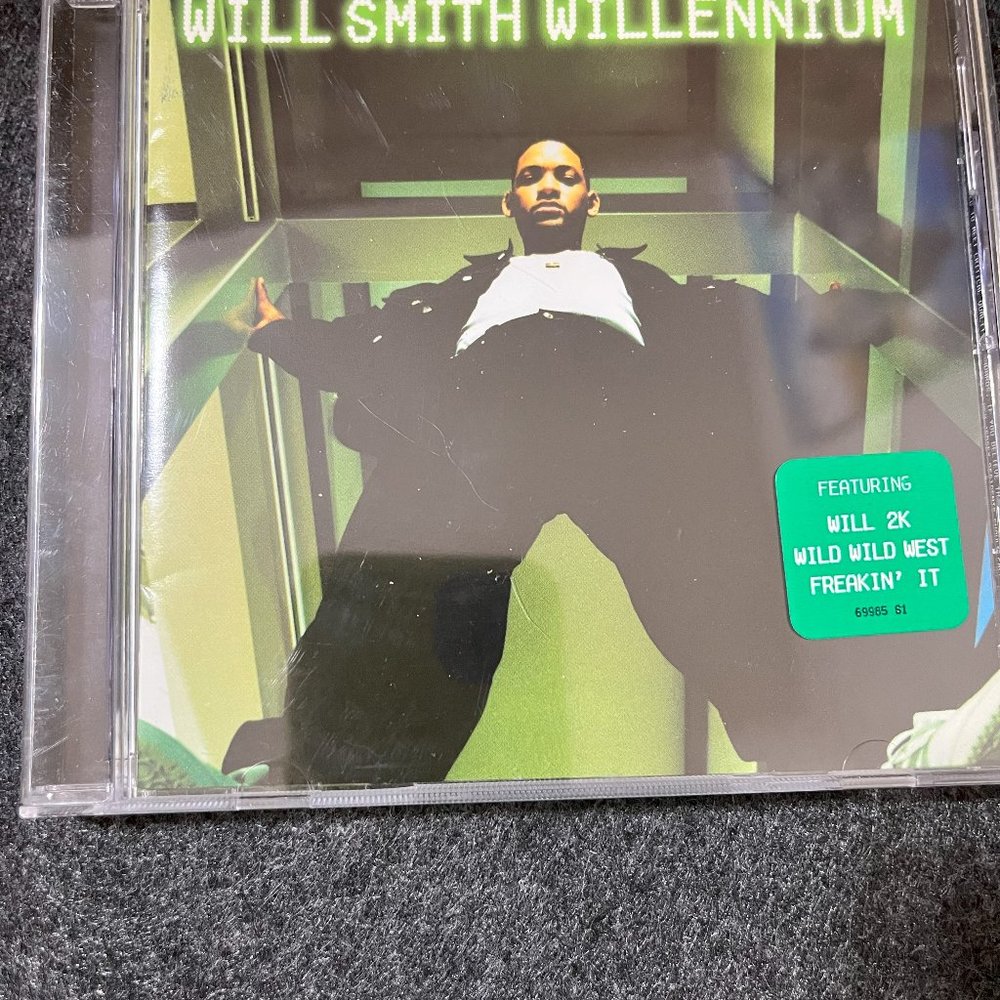 WILL SMITH WILLENNIUM
FEATURING
WILL 2K
WILD WILD WEST
FREAKIN' IT
69985 S1